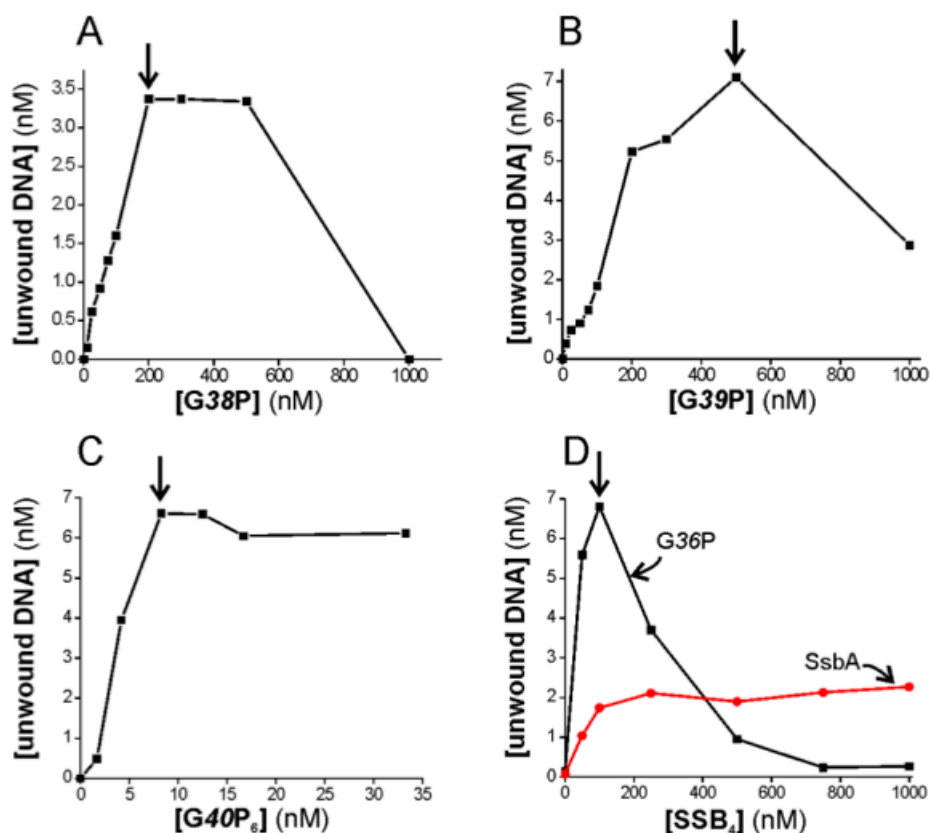 A
[unwound DNA] (nM)
3.5
3.0
2.5
2.0
1.5
1.0
0.5
0.0
0 200 400 600 800 1000
[G38P] (nM)
B
[unwound DNA] (nM)
7
6
5
4
3
2
1
0
0 200 400 600 800 1000
[G39P] (nM)
C
[unwound DNA] (nM)
7
6
5
4
3
2
1
0
0 5 10 15 20 25 30 35
[G40P₆] (nM)
D
[unwound DNA] (nM)
7
6
5
4
3
2
1
0
G36P
SsbA
0 200 400 600 800 1000
[SSB₄] (nM)